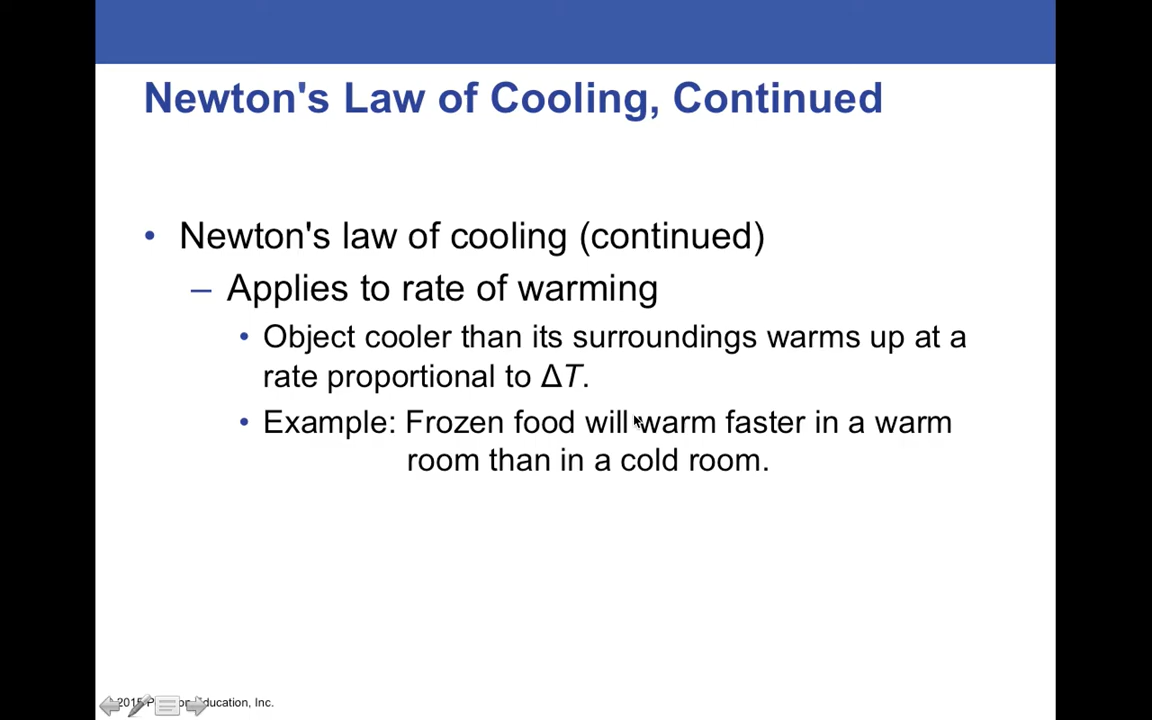 Newton's Law of Cooling, Continued
• Newton's law of cooling (continued)
– Applies to rate of warming
• Object cooler than its surroundings warms up at a
rate proportional to ΔT.
• Example: Frozen food will warm faster in a warm
room than in a cold room.
2015 Education, Inc.